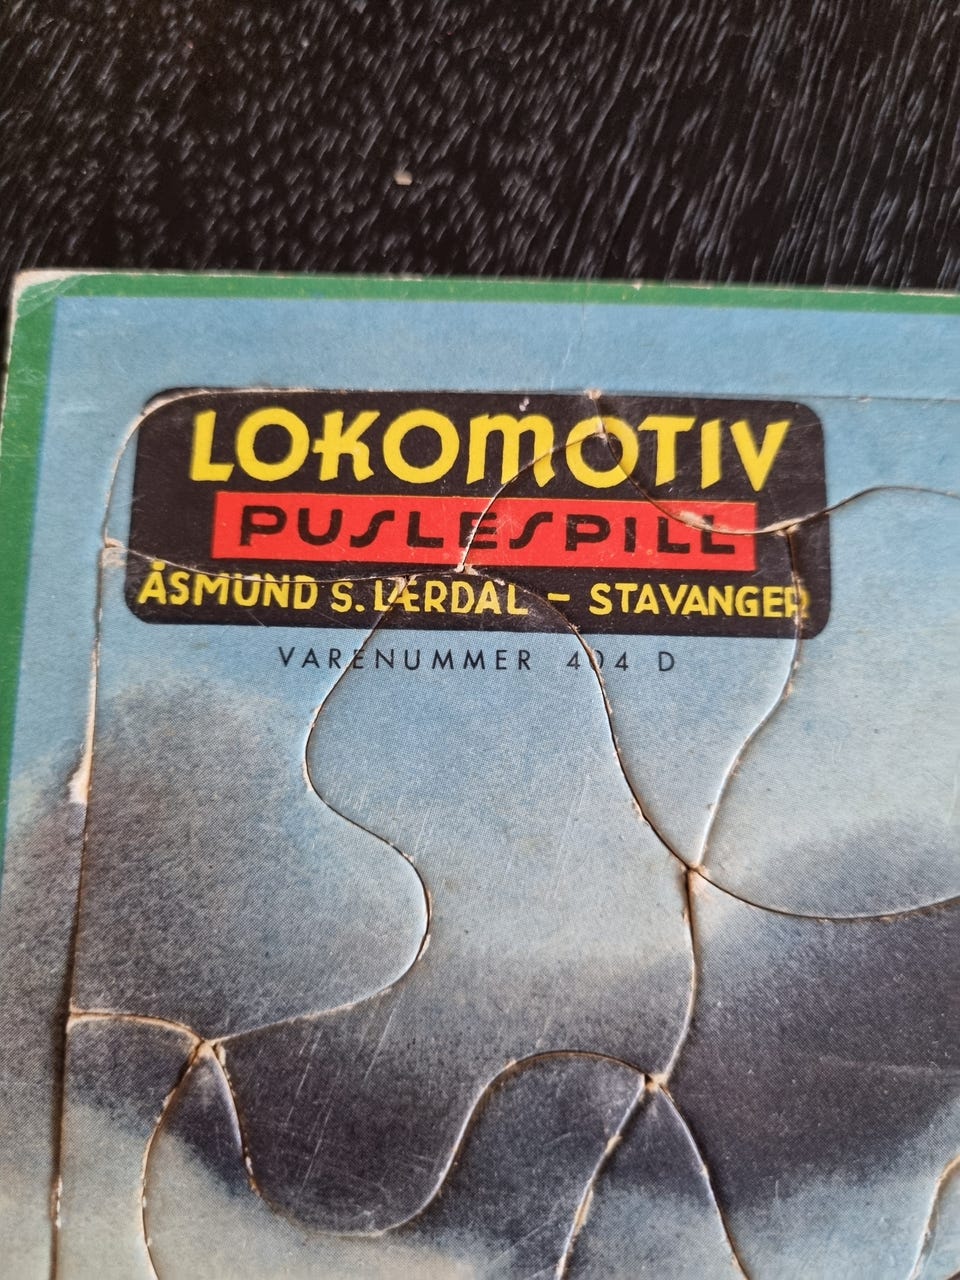 LOKOMOTIV
PUSLESPILL
ÅSMUND S. LÆRDAL - STAVANGER
VARENUMMER 404 D